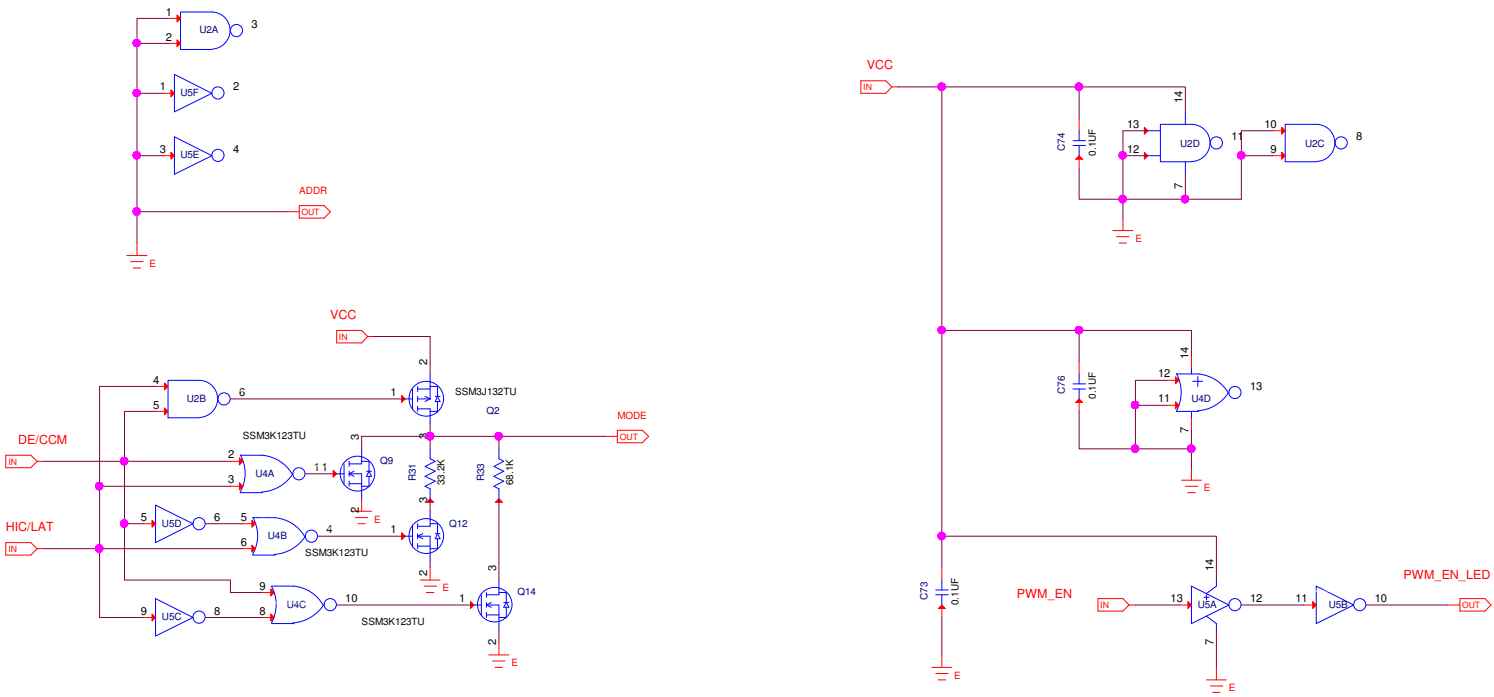 1
U2A
3
2
1
U5F
2
3
U5E
4
ADDR
OUT
E
VCC
IN
2
4
U2B
6
5
1
SSM3J132TU
Q2
3
MODE
OUT
DE/CCM
IN
SSM3K123TU
2
U4A
11
3
3
Q9
2
E
R31
33.2K
R33
68.1K
HIC/LAT
IN
5
U5D
6
5
U4B
4
6
SSM3K123TU
3
1
Q12
2
E
9
U5C
8
9
8
U4C
10
SSM3K123TU
3
1
Q14
2
E
VCC
IN
C74
0.1UF
14
13
12
U2D
11
7
10
9
U2C
8
E
C76
0.1UF
14
12
11
U4D
13
7
E
C73
0.1UF
E
PWM_EN
IN
14
13
U5A
12
7
E
11
U5B
10
PWM_EN_LED
OUT